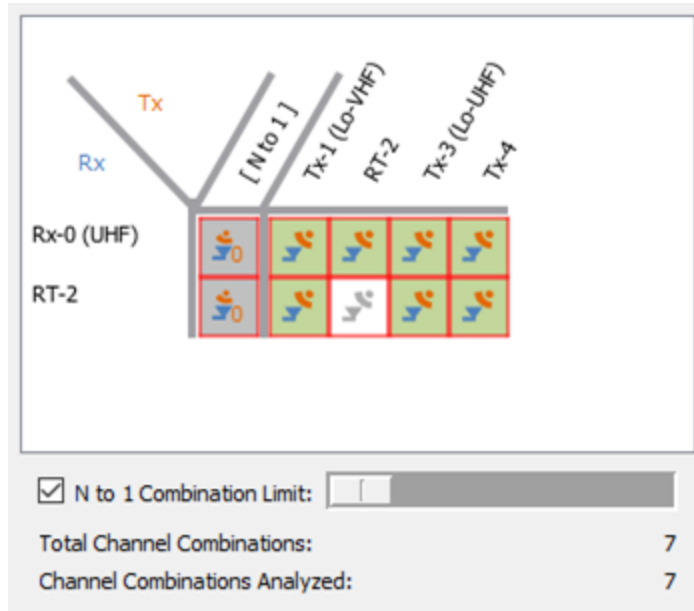 Tx
Rx
[ N to 1 ]
Tx-1 (Lo-VHF)
RT-2
Tx-3 (Lo-UHF)
Tx-4
Rx-0 (UHF)
0
RT-2
0
N to 1 Combination Limit:
Total Channel Combinations: 7
Channel Combinations Analyzed: 7